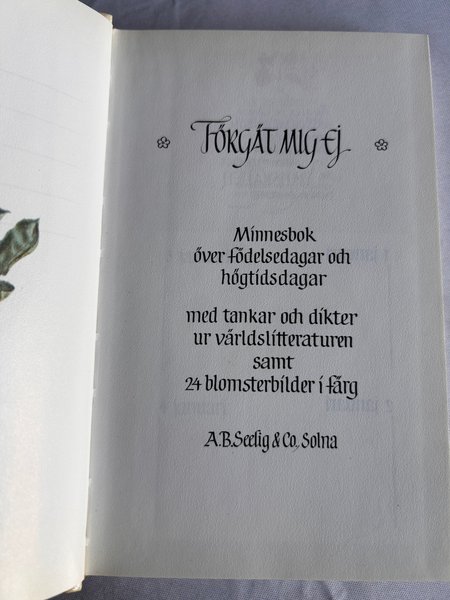 FÖRGÄT MIG EJ
Minnesbok
över födelsedagar och
högtidsdagar
med tankar och dikter
ur världslitteraturen
samt
24 blomsterbilder i färg
A.B. Seelig & Co, Solna